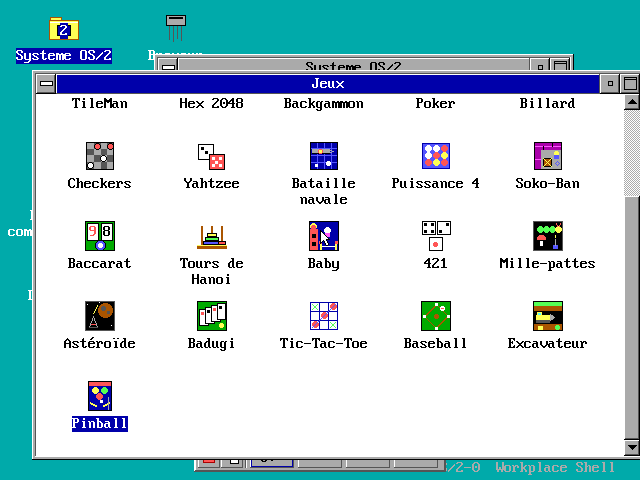 Systeme OS/2
Systeme OS/2
Jeux
TileMan Hex 2048 Backgammon Poker Billard
Checkers Yahtzee Bataille navale Puissance 4 Soko-Ban
Baccarat Tours de Hanoi Baby 421 Mille-pattes
Astéroïde Badugi Tic-Tac-Toe Baseball Excavateur
Pinball
/2-0 Workplace Shell